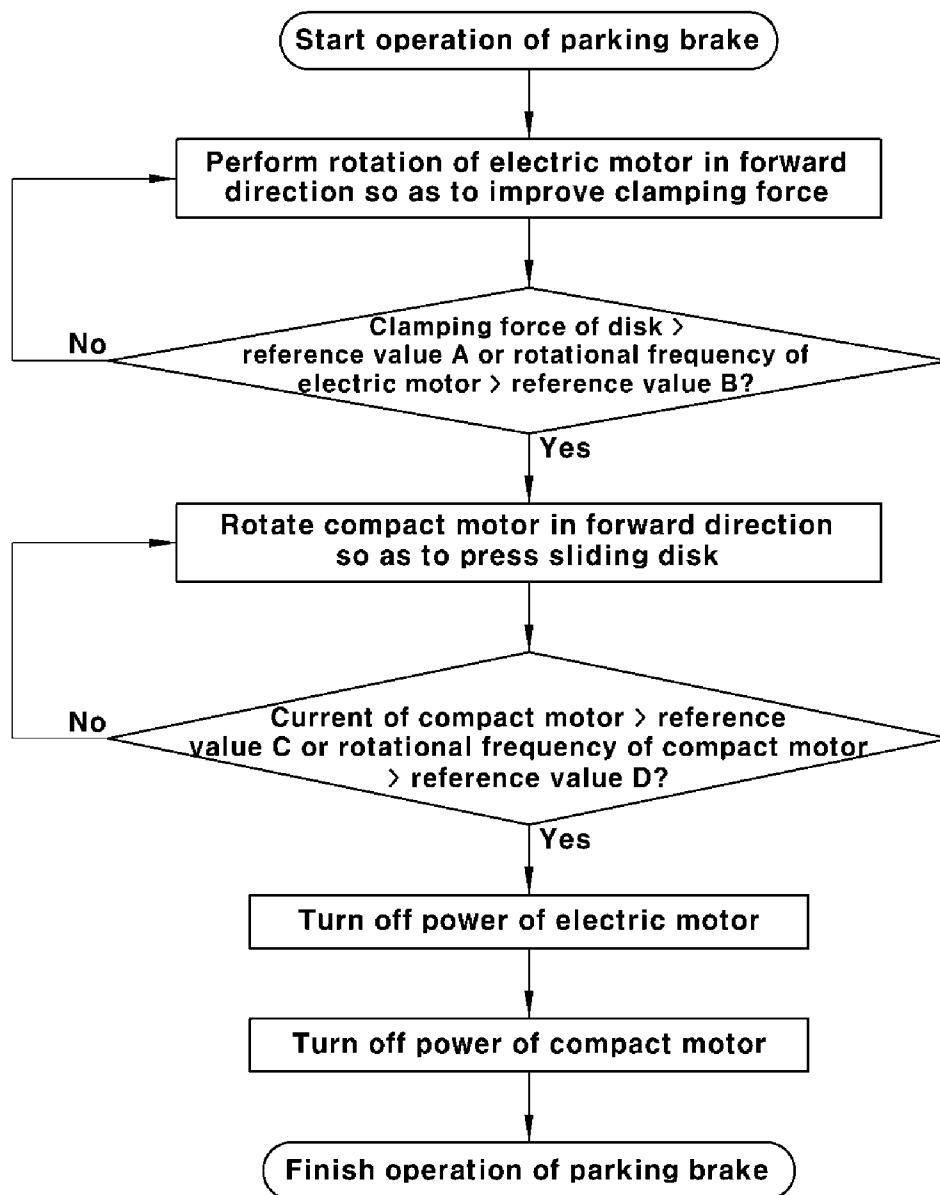 Start operation of parking brake
Perform rotation of electric motor in forward
direction so as to improve clamping force
Clamping force of disk >
reference value A or rotational frequency of
electric motor > reference value B?
No
Yes
Rotate compact motor in forward direction
so as to press sliding disk
Current of compact motor > reference
value C or rotational frequency of compact motor
> reference value D?
No
Yes
Turn off power of electric motor
Turn off power of compact motor
Finish operation of parking brake